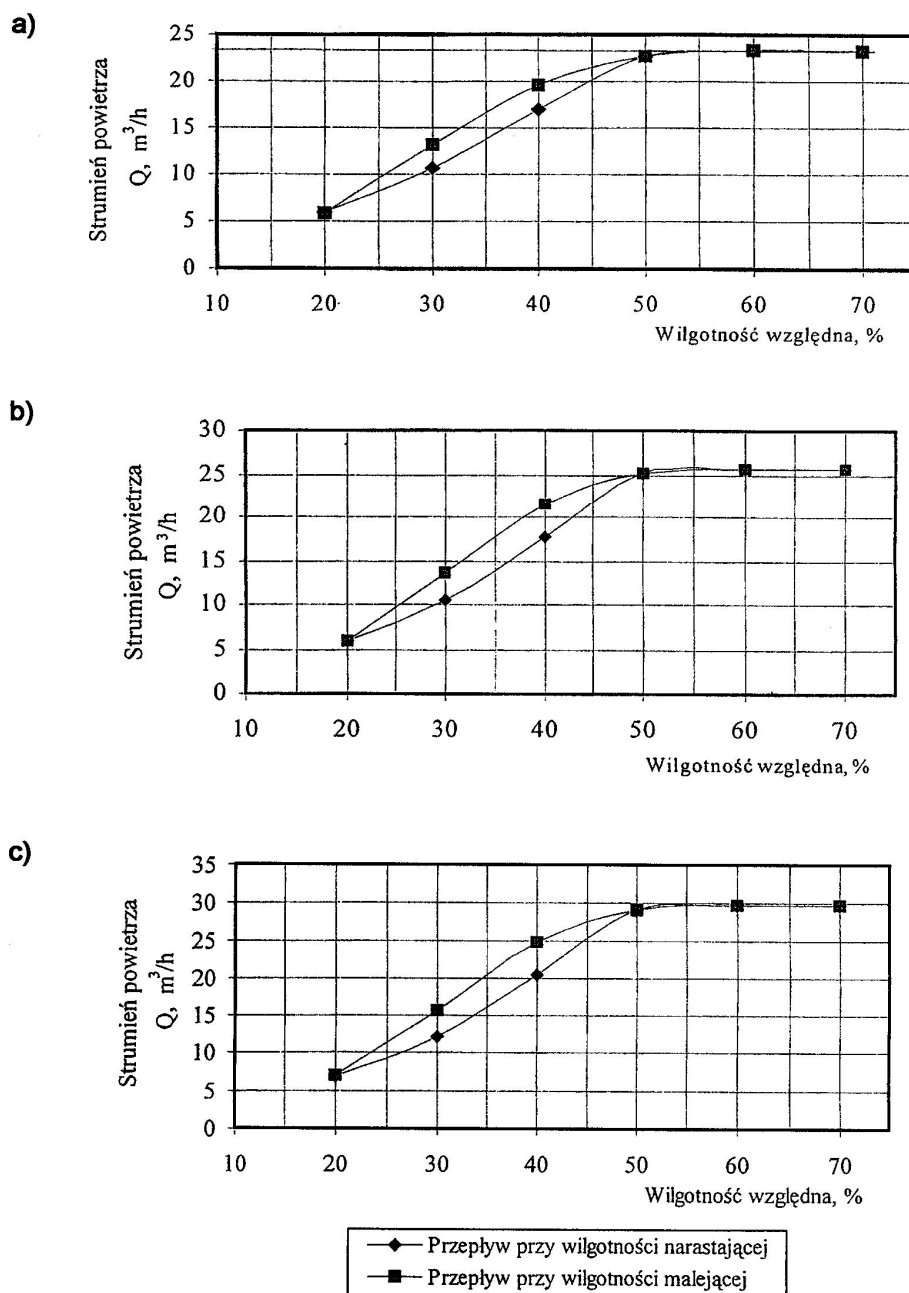 a)
Strumień powietrza
Q, m³/h
25
20
15
10
5
0
10 20 30 40 50 60 70
Wilgotność względna, %
b)
Strumień powietrza
Q, m³/h
30
25
20
15
10
5
0
10 20 30 40 50 60 70
Wilgotność względna, %
c)
Strumień powietrza
Q, m³/h
35
30
25
20
15
10
5
0
10 20 30 40 50 60 70
Wilgotność względna, %
Przepływ przy wilgotności narastającej
Przepływ przy wilgotności malejącej